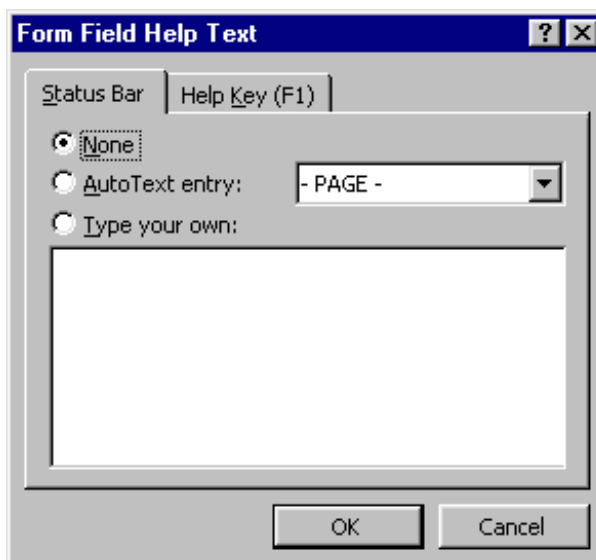 Form Field Help Text ? X
Status Bar Help Key (F1)
None
AutoText entry: - PAGE -
Type your own:
OK Cancel